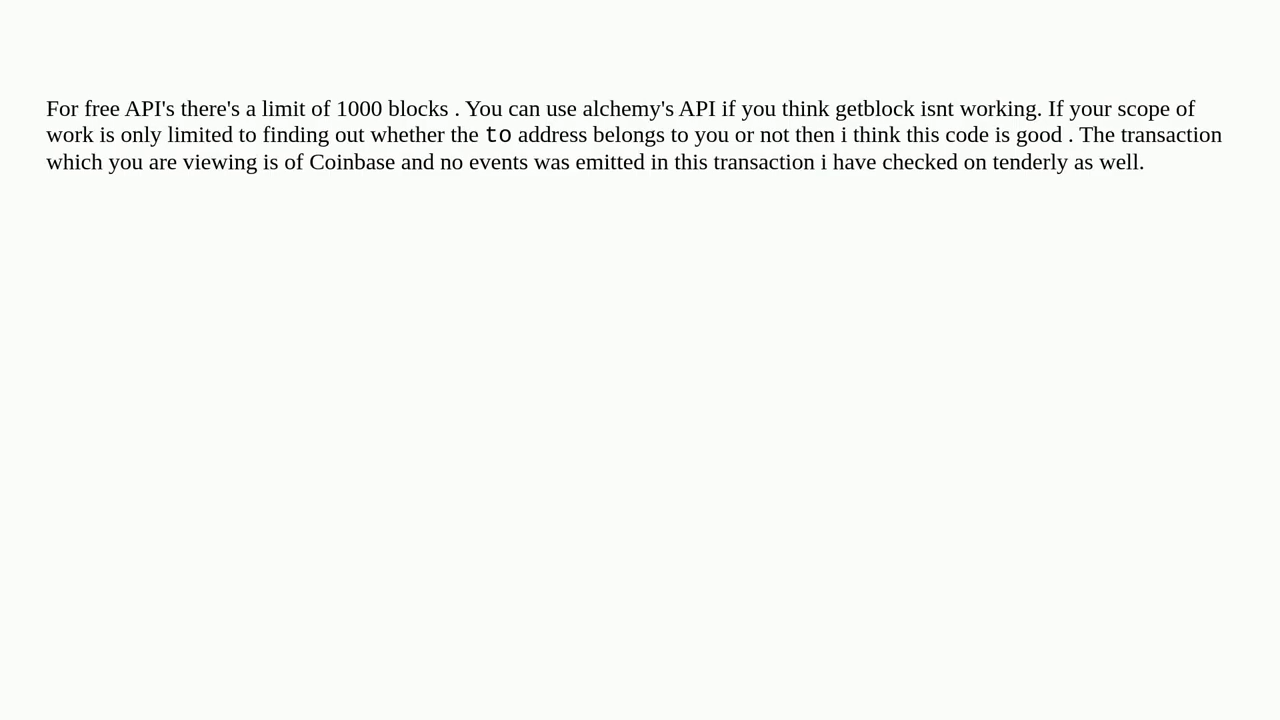 For free API's there's a limit of 1000 blocks . You can use alchemy's API if you think getblock isnt working. If your scope of
work is only limited to finding out whether the to address belongs to you or not then i think this code is good . The transaction
which you are viewing is of Coinbase and no events was emitted in this transaction i have checked on tenderly as well.